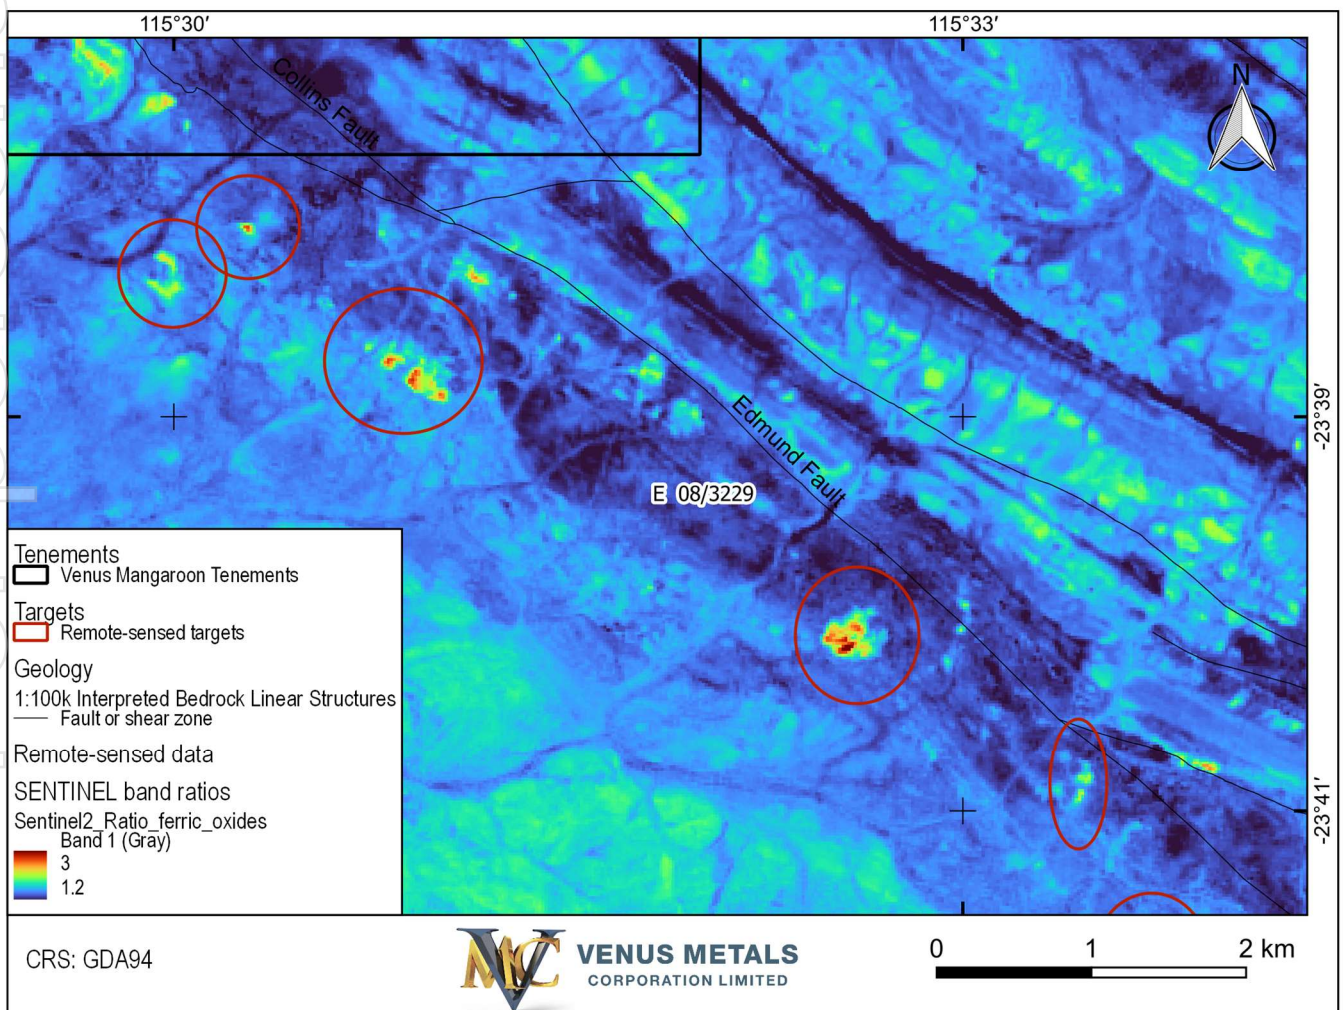 115°30′
115°33′
N
Collins Fault
-23°39′
Edmund Fault
E 08/3229
Tenements
Venus Mangaroon Tenements
Targets
Remote-sensed targets
Geology
1:100k Interpreted Bedrock Linear Structures
Fault or shear zone
Remote-sensed data
SENTINEL band ratios
Sentinel2_Ratio_ferric_oxides
Band 1 (Gray)
3
1.2
-23°41′
CRS: GDA94
VMC
VENUS METALS
CORPORATION LIMITED
0 1 2 km